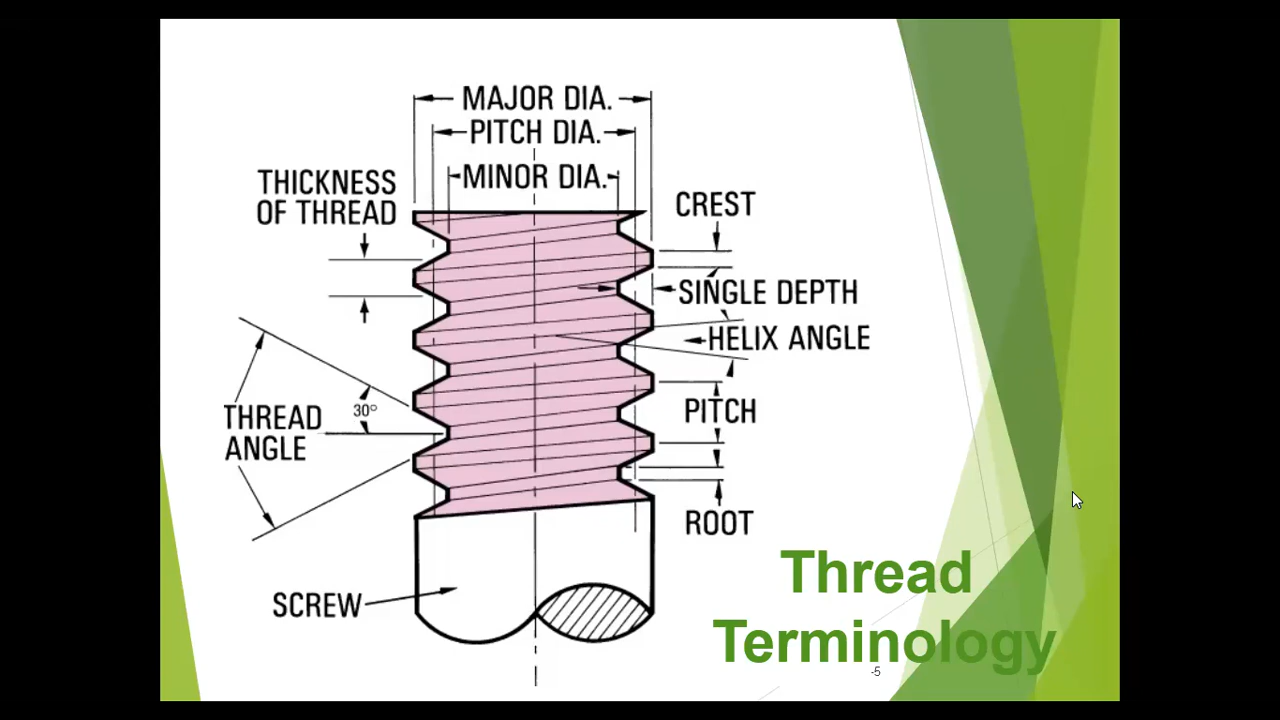 MAJOR DIA.
PITCH DIA.
MINOR DIA.
THICKNESS
OF THREAD
CREST
SINGLE DEPTH
HELIX ANGLE
30°
THREAD
ANGLE
PITCH
ROOT
SCREW
Thread
Terminology
-5